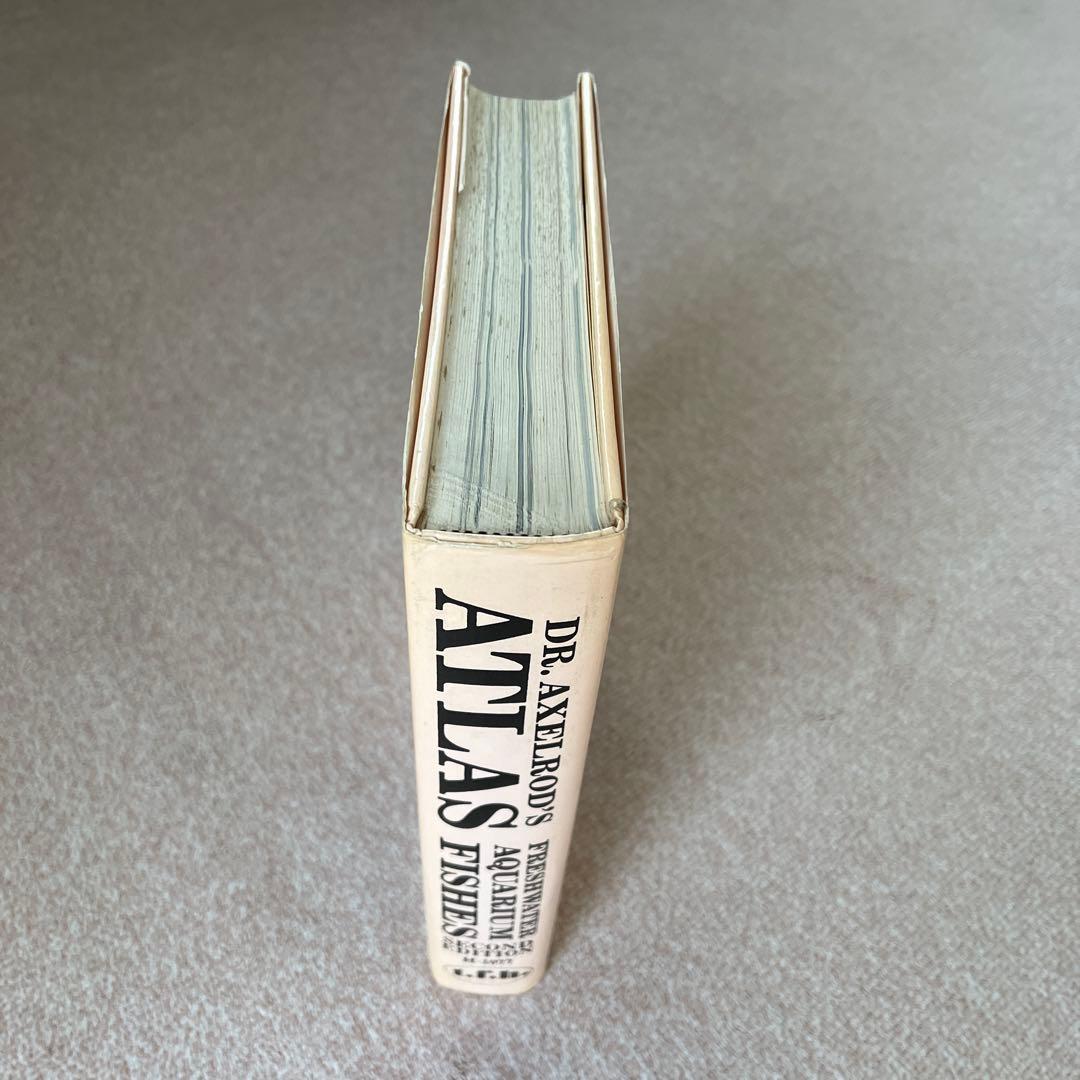 DR. AXELROD'S
ATLAS
FRESHWATER
AQUARIUM
FISHES
SECOND
EDITION
t.f.h.